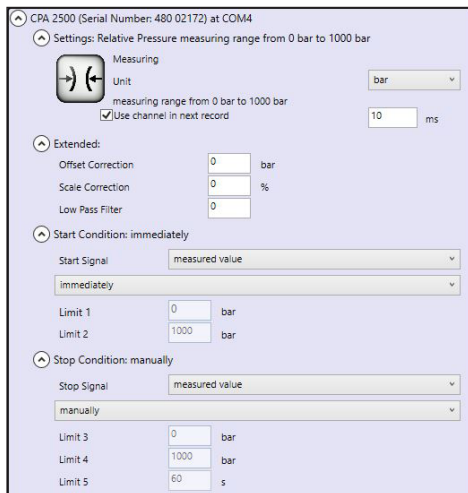 CPA 2500 (Serial Number: 480 02172) at COM4
Settings: Relative Pressure measuring range from 0 bar to 1000 bar
Measuring
Unit bar
measuring range from 0 bar to 1000 bar
Use channel in next record 10 ms
Extended:
Offset Correction 0 bar
Scale Correction 0 %
Low Pass Filter 0
Start Condition: immediately
Start Signal measured value
immediately
Limit 1 0 bar
Limit 2 1000 bar
Stop Condition: manually
Stop Signal measured value
manually
Limit 3 0 bar
Limit 4 1000 bar
Limit 5 60 s